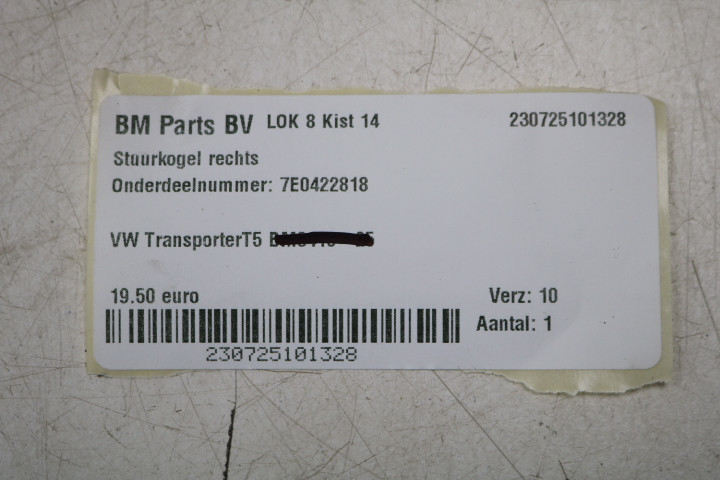 BM Parts BV LOK 8 Kist 14 230725101328
Stuurkogel rechts
Onderdeelnummer: 7E0422818
VW TransporterT5
19.50 euro Verz: 10
Aantal: 1
230725101328